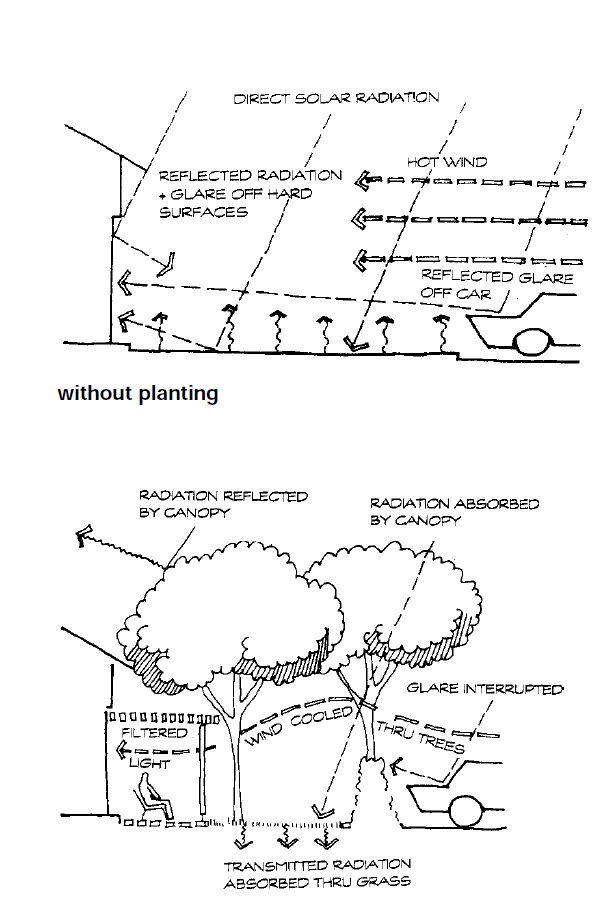 DIRECT SOLAR RADIATION
HOT WIND
REFLECTED RADIATION
+ GLARE OFF HARD
SURFACES
REFLECTED GLARE
OFF CAR
without planting
RADIATION REFLECTED
BY CANOPY
RADIATION ABSORBED
BY CANOPY
GLARE INTERRUPTED
WIND COOLED
THRU TREES
FILTERED
LIGHT
TRANSMITTED RADIATION
ABSORBED THRU GRASS